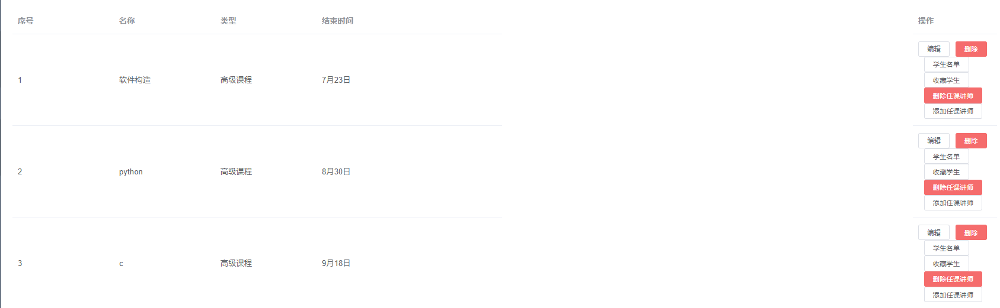 序号 名称 类型 结束时间 操作
编辑 删除
学生名单
1 软件构造 高级课程 7月23日
收藏学生
删除任课讲师
添加任课讲师
编辑 删除
学生名单
2 python 高级课程 8月30日
收藏学生
删除任课讲师
添加任课讲师
编辑 删除
学生名单
3 c 高级课程 9月18日
收藏学生
删除任课讲师
添加任课讲师